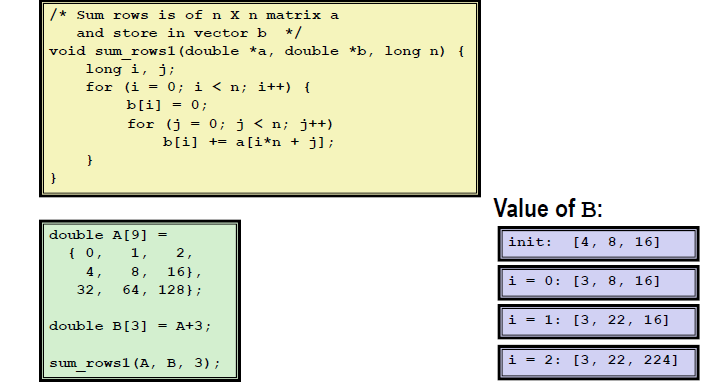 /* Sum rows is of n X n matrix a
and store in vector b */
void sum_rows1(double *a, double *b, long n) {
long i, j;
for (i = 0; i < n; i++) {
b[i] = 0;
for (j = 0; j < n; j++)
b[i] += a[i*n + j];
}
}
double A[9] =
{ 0, 1, 2,
4, 8, 16},
32, 64, 128};
double B[3] = A+3;
sum_rows1(A, B, 3);
Value of B:
init: [4, 8, 16]
i = 0: [3, 8, 16]
i = 1: [3, 22, 16]
i = 2: [3, 22, 224]